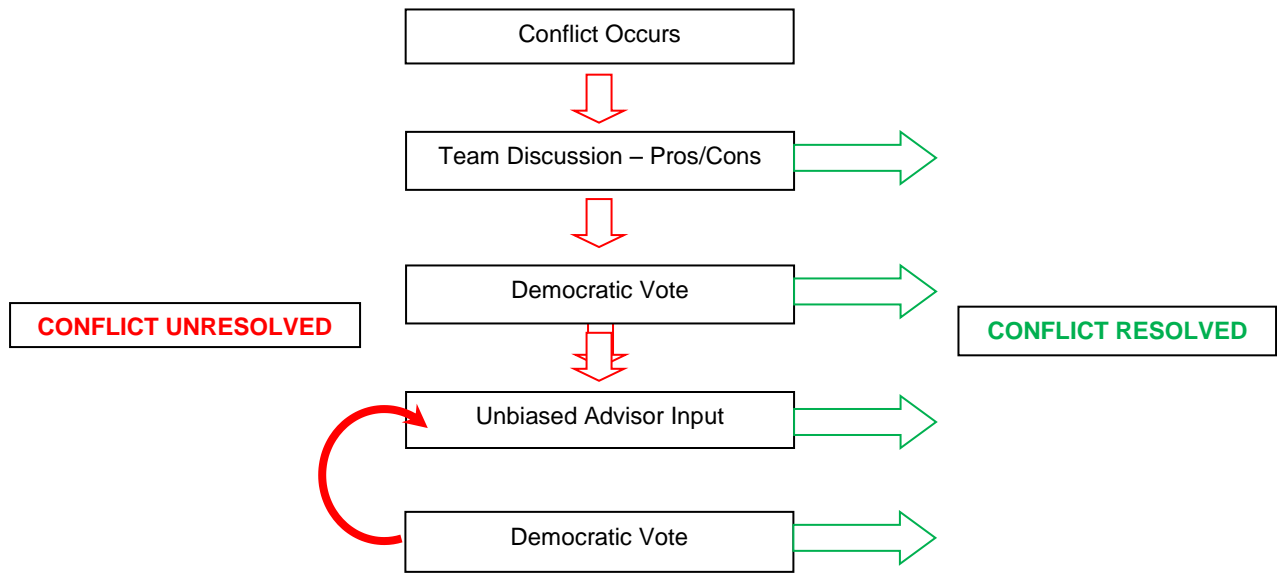 Conflict Occurs
Team Discussion – Pros/Cons
Democratic Vote
CONFLICT UNRESOLVED
CONFLICT RESOLVED
Unbiased Advisor Input
Democratic Vote